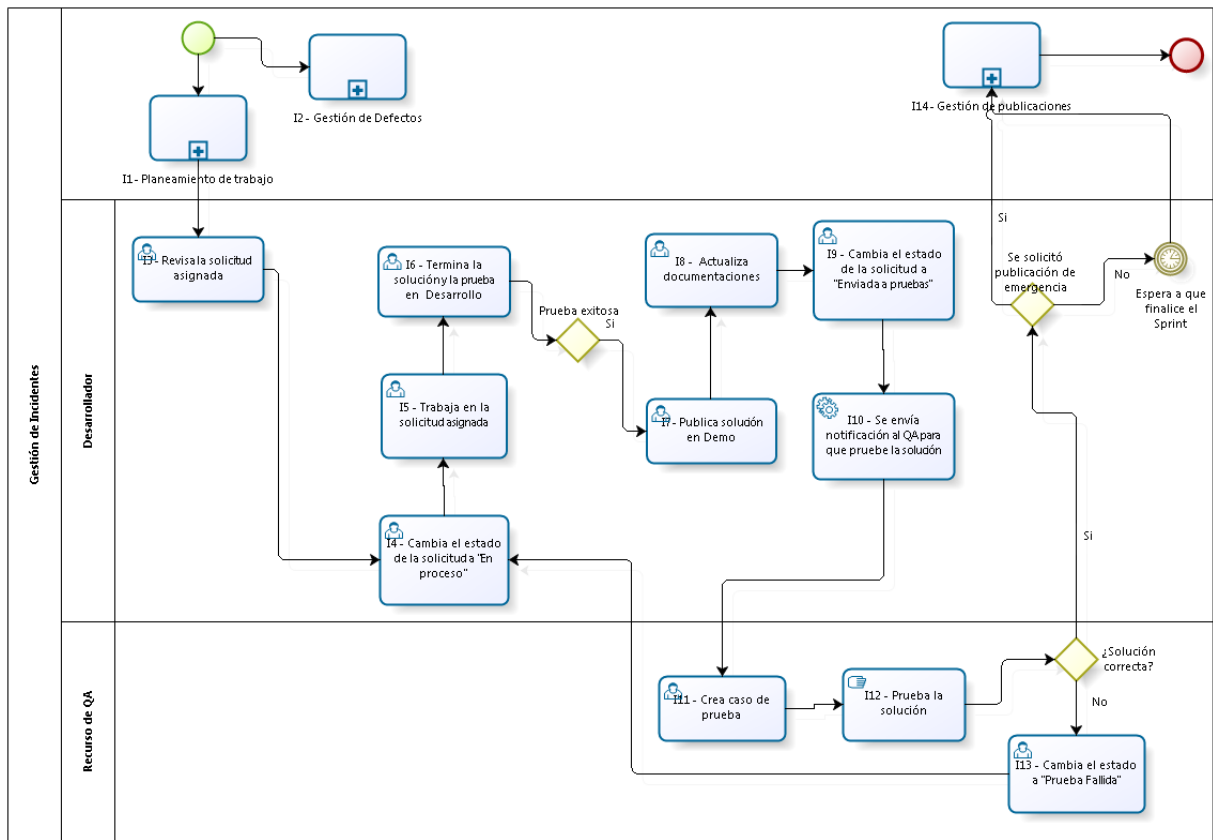 Gestión de Incidentes
I2 - Gestión de Defectos
I1- Planeamiento de trabajo
I14- Gestión de publicaciones
Desarrollador
I3 - Revisa la solicitud
asignada
I6 - Termina la
solución y la prueba
en Desarrollo
Prueba exitosa
Si
I8 - Actualiza
documentaciones
I9 - Cambia el estado
de la solicitud a
"Enviada a pruebas"
Si
Se solicitó
publicación de
emergencia
No
Espera a que
finalice el
Sprint
I5 - Trabaja en la
solicitud asignada
I7- Publica solución
en Demo
I10 - Se envía
notificación al QA para
que pruebe la solución
I4 - Cambia el estado
de la solicitud a "En
proceso"
Si
Recurso de QA
I11 - Crea caso de
prueba
I12 - Prueba la
solución
¿Solución
correcta?
No
I13 - Cambia el estado
a "Prueba Fallida"